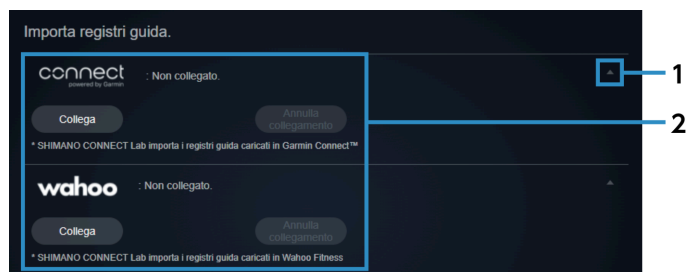 Importa registri guida.
connect : Non collegato.
powered by Garmin
1
Collega
Annulla
collegamento
2
* SHIMANO CONNECT Lab importa i registri guida caricati in Garmin Connect™
wahoo : Non collegato.
Collega
Annulla
collegamento
* SHIMANO CONNECT Lab importa i registri guida caricati in Wahoo Fitness